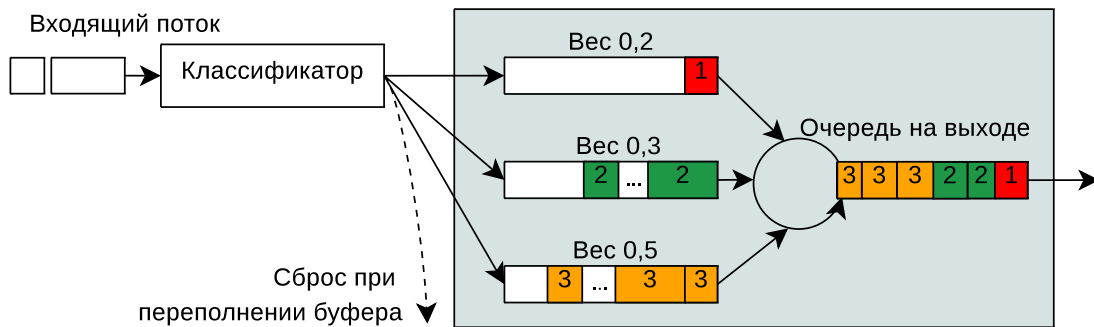 Входящий поток
Классификатор
Вес 0,2
1
Вес 0,3
2 ... 2
Вес 0,5
3 ... 3 3
Очередь на выходе
3 3 3 2 2 1
Сброс при
переполнении буфера